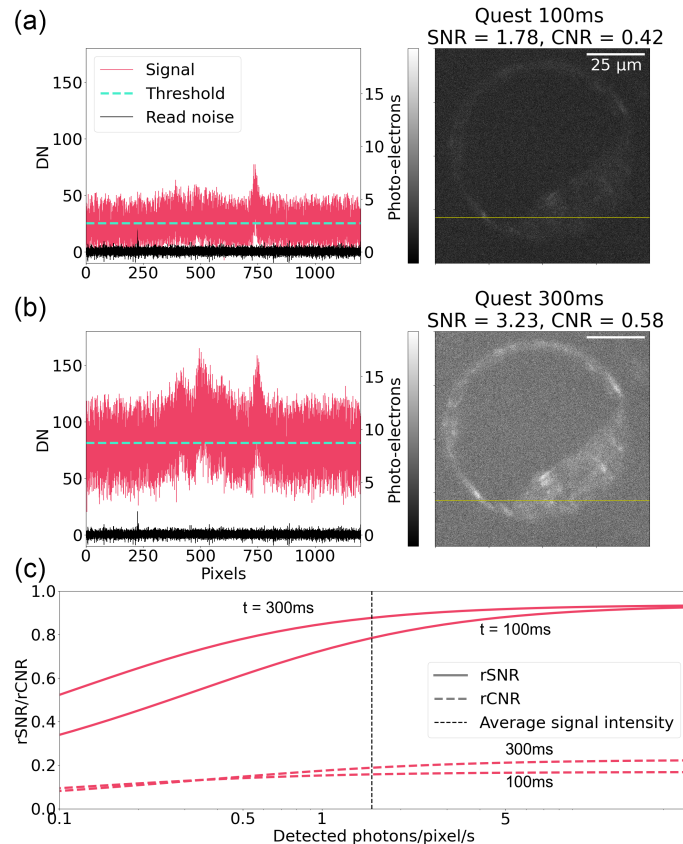 (a)
Quest 100ms
SNR = 1.78, CNR = 0.42
25 µm
Signal
Threshold
Read noise
DN
150
100
50
0
0 250 500 750 1000
Photo-electrons
15
10
5
0
(b)
Quest 300ms
SNR = 3.23, CNR = 0.58
DN
150
100
50
0
0 250 500 750 1000
Pixels
Photo-electrons
15
10
5
0
(c)
rSNR/rCNR
1.0
0.8
0.6
0.4
0.2
0.0
t = 300ms
t = 100ms
rSNR
rCNR
Average signal intensity
300ms
100ms
0.1 0.5 1 5
Detected photons/pixel/s